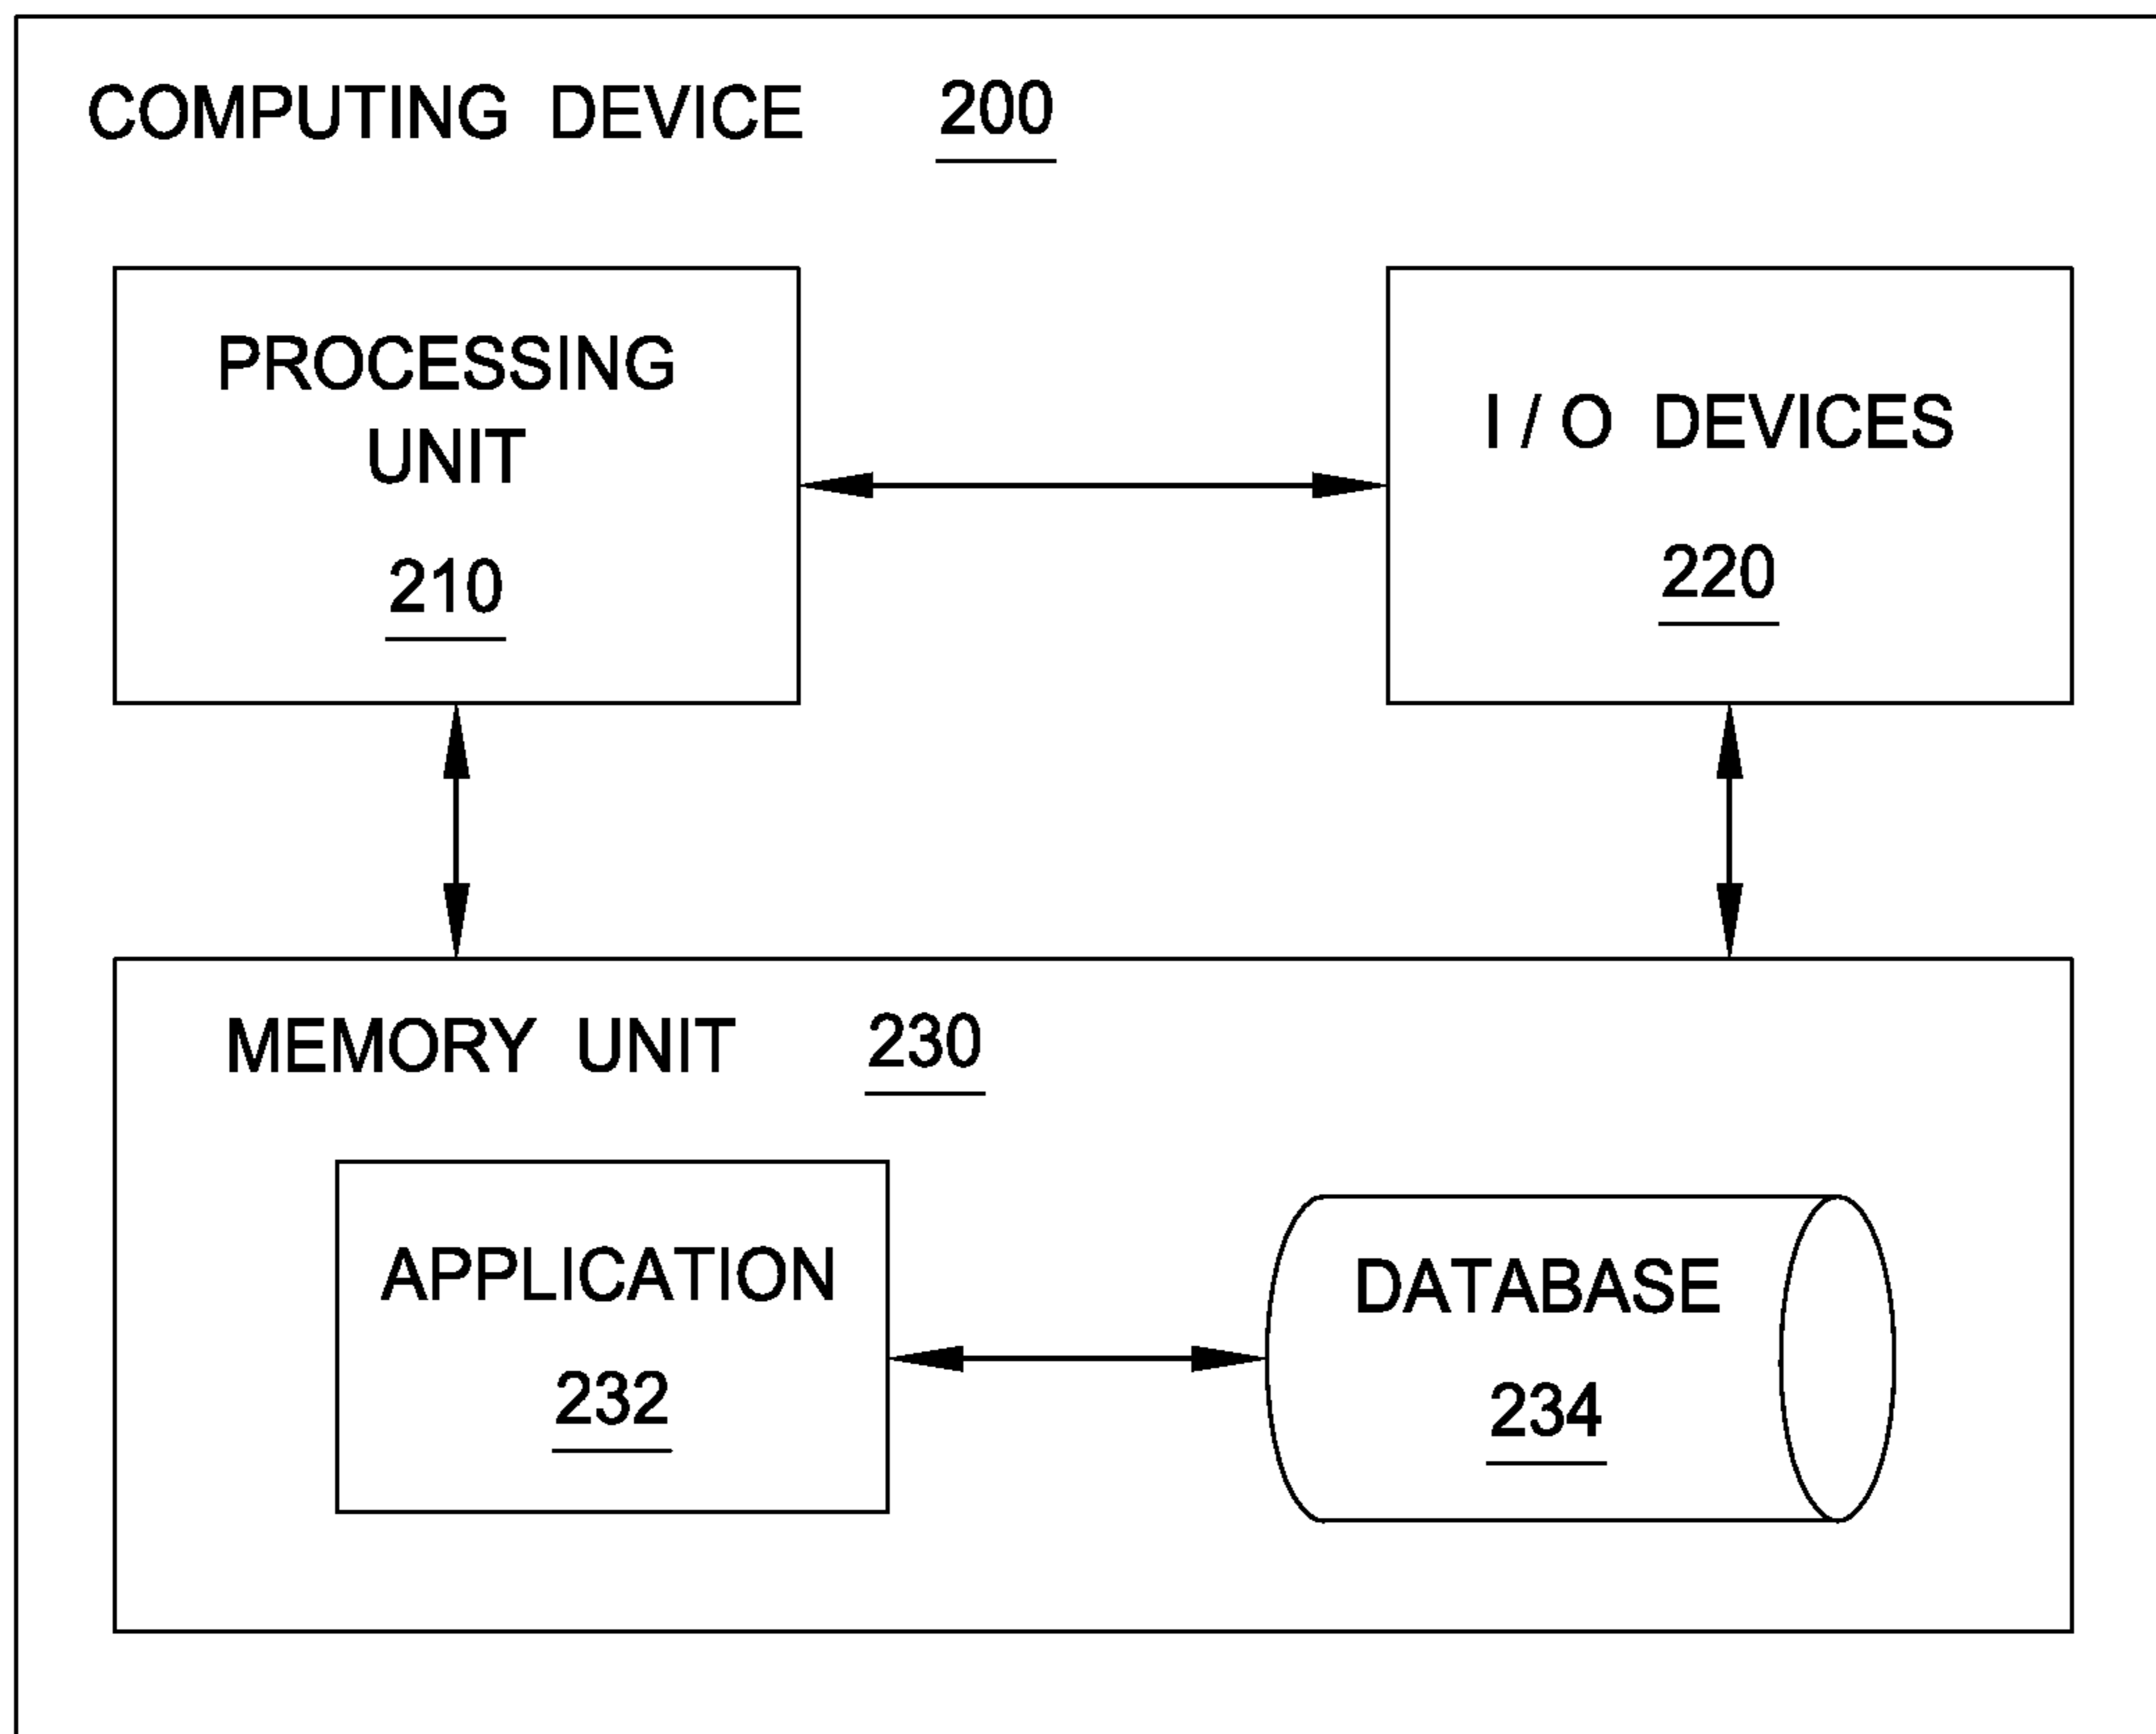 COMPUTING DEVICE 200
PROCESSING
UNIT
210
I / O DEVICES
220
MEMORY UNIT 230
APPLICATION
232
DATABASE
234